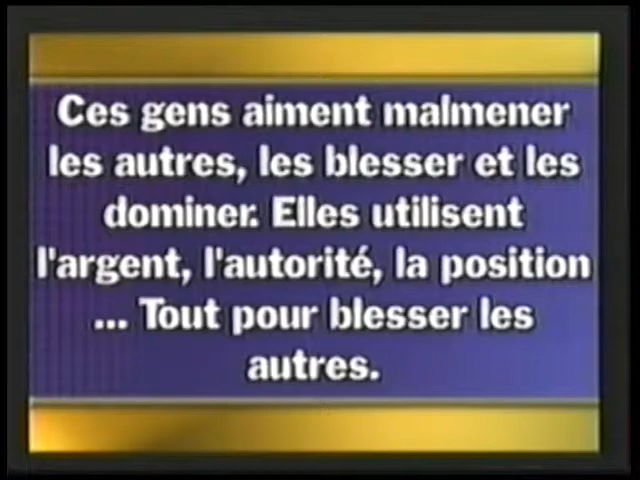 Ces gens aiment malmener
les autres, les blesser et les
dominer. Elles utilisent
l'argent, l'autorité, la position
... Tout pour blesser les
autres.